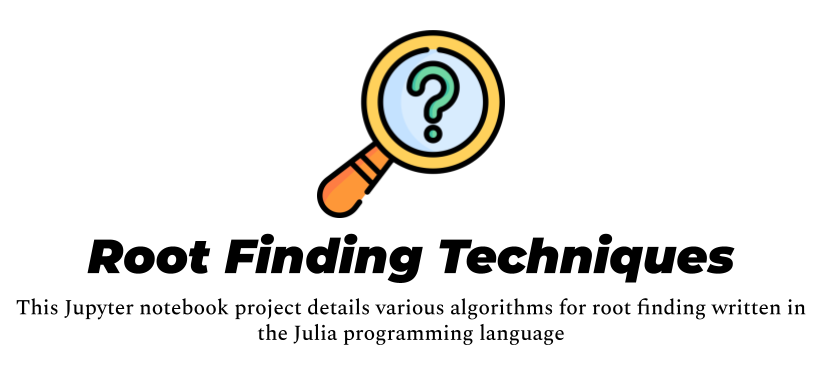 ?
Root Finding Techniques
This Jupyter notebook project details various algorithms for root finding written in
the Julia programming language